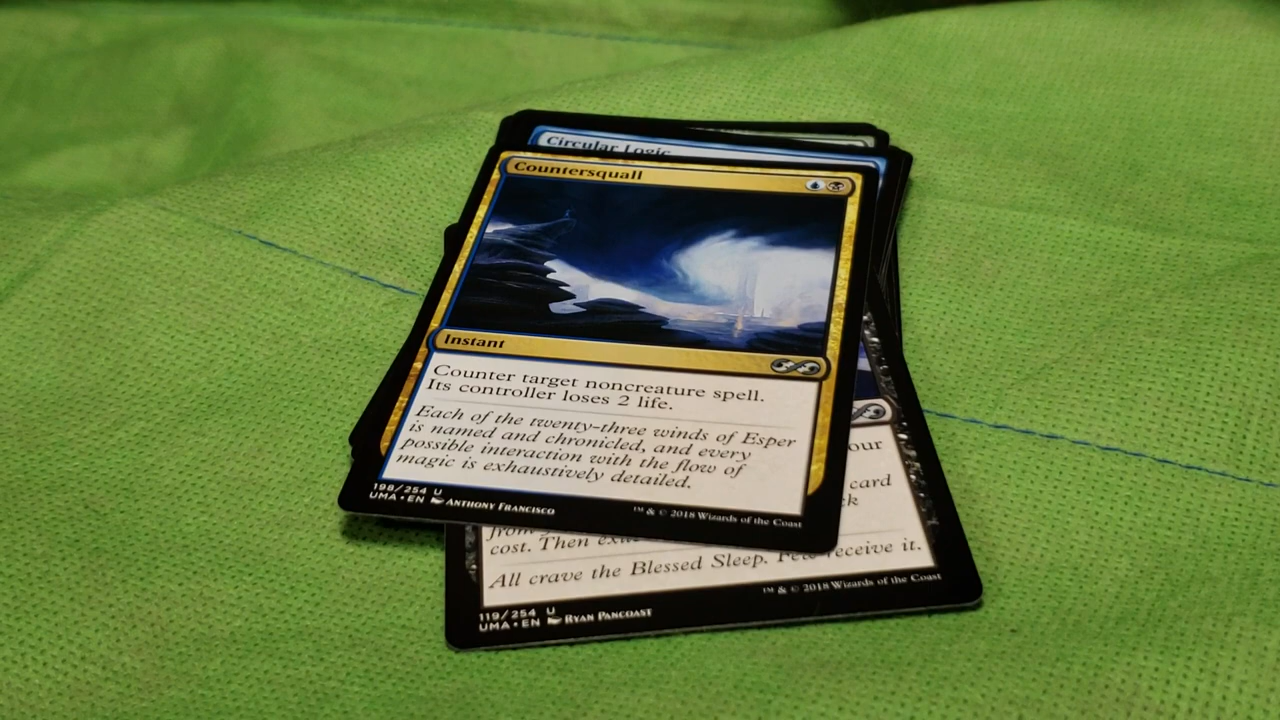 Circular Logic
Countersquall
Instant
Counter target noncreature spell.
Its controller loses 2 life.
Each of the twenty-three winds of Esper
is named and chronicled, and every
possible interaction with the flow of
magic is exhaustively detailed.
198/254 U
UMA • EN Anthony Francisco
™ & © 2018 Wizards of the Coast
our
card
cost. Then
All crave the Blessed Sleep. Few receive it.
119/254 U
UMA • EN Ryan Pancoast
™ & © 2018 Wizards of the Coast